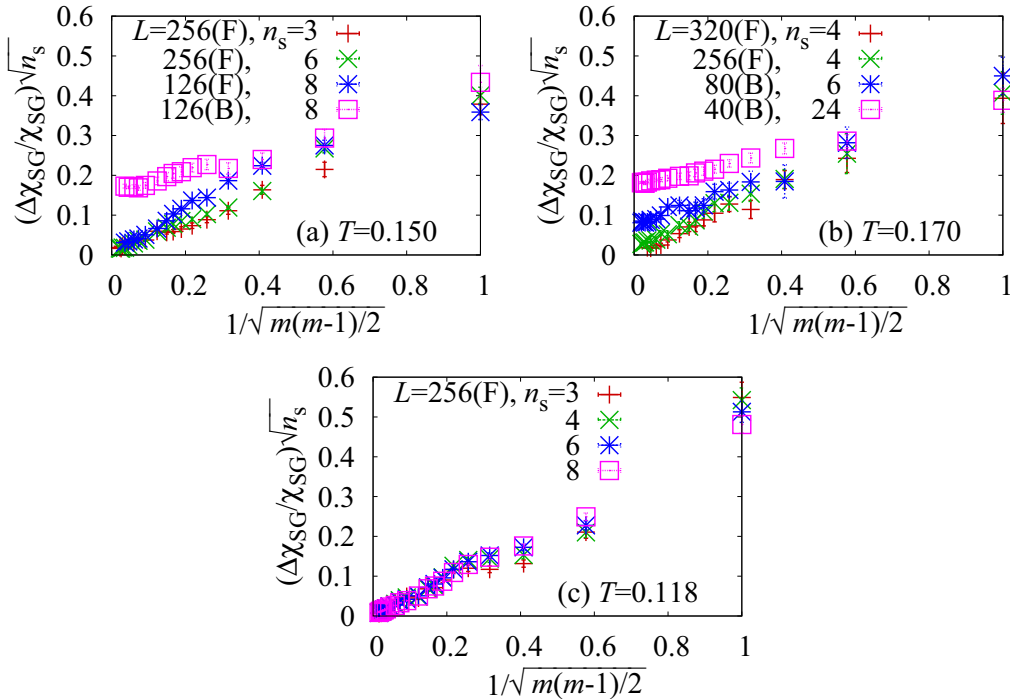 (Δχ_SG/χ_SG)√n_s
0.6
0.5
0.4
0.3
0.2
0.1
0
L=256(F), n_s=3
256(F), 6
126(F), 8
126(B), 8
(a) T=0.150
0 0.2 0.4 0.6 0.8 1
1/√m(m-1)/2
(Δχ_SG/χ_SG)√n_s
0.6
0.5
0.4
0.3
0.2
0.1
0
L=320(F), n_s=4
256(F), 4
80(B), 6
40(B), 24
(b) T=0.170
0 0.2 0.4 0.6 0.8 1
1/√m(m-1)/2
(Δχ_SG/χ_SG)√n_s
0.6
0.5
0.4
0.3
0.2
0.1
0
L=256(F), n_s=3
4
6
8
(c) T=0.118
0 0.2 0.4 0.6 0.8 1
1/√m(m-1)/2